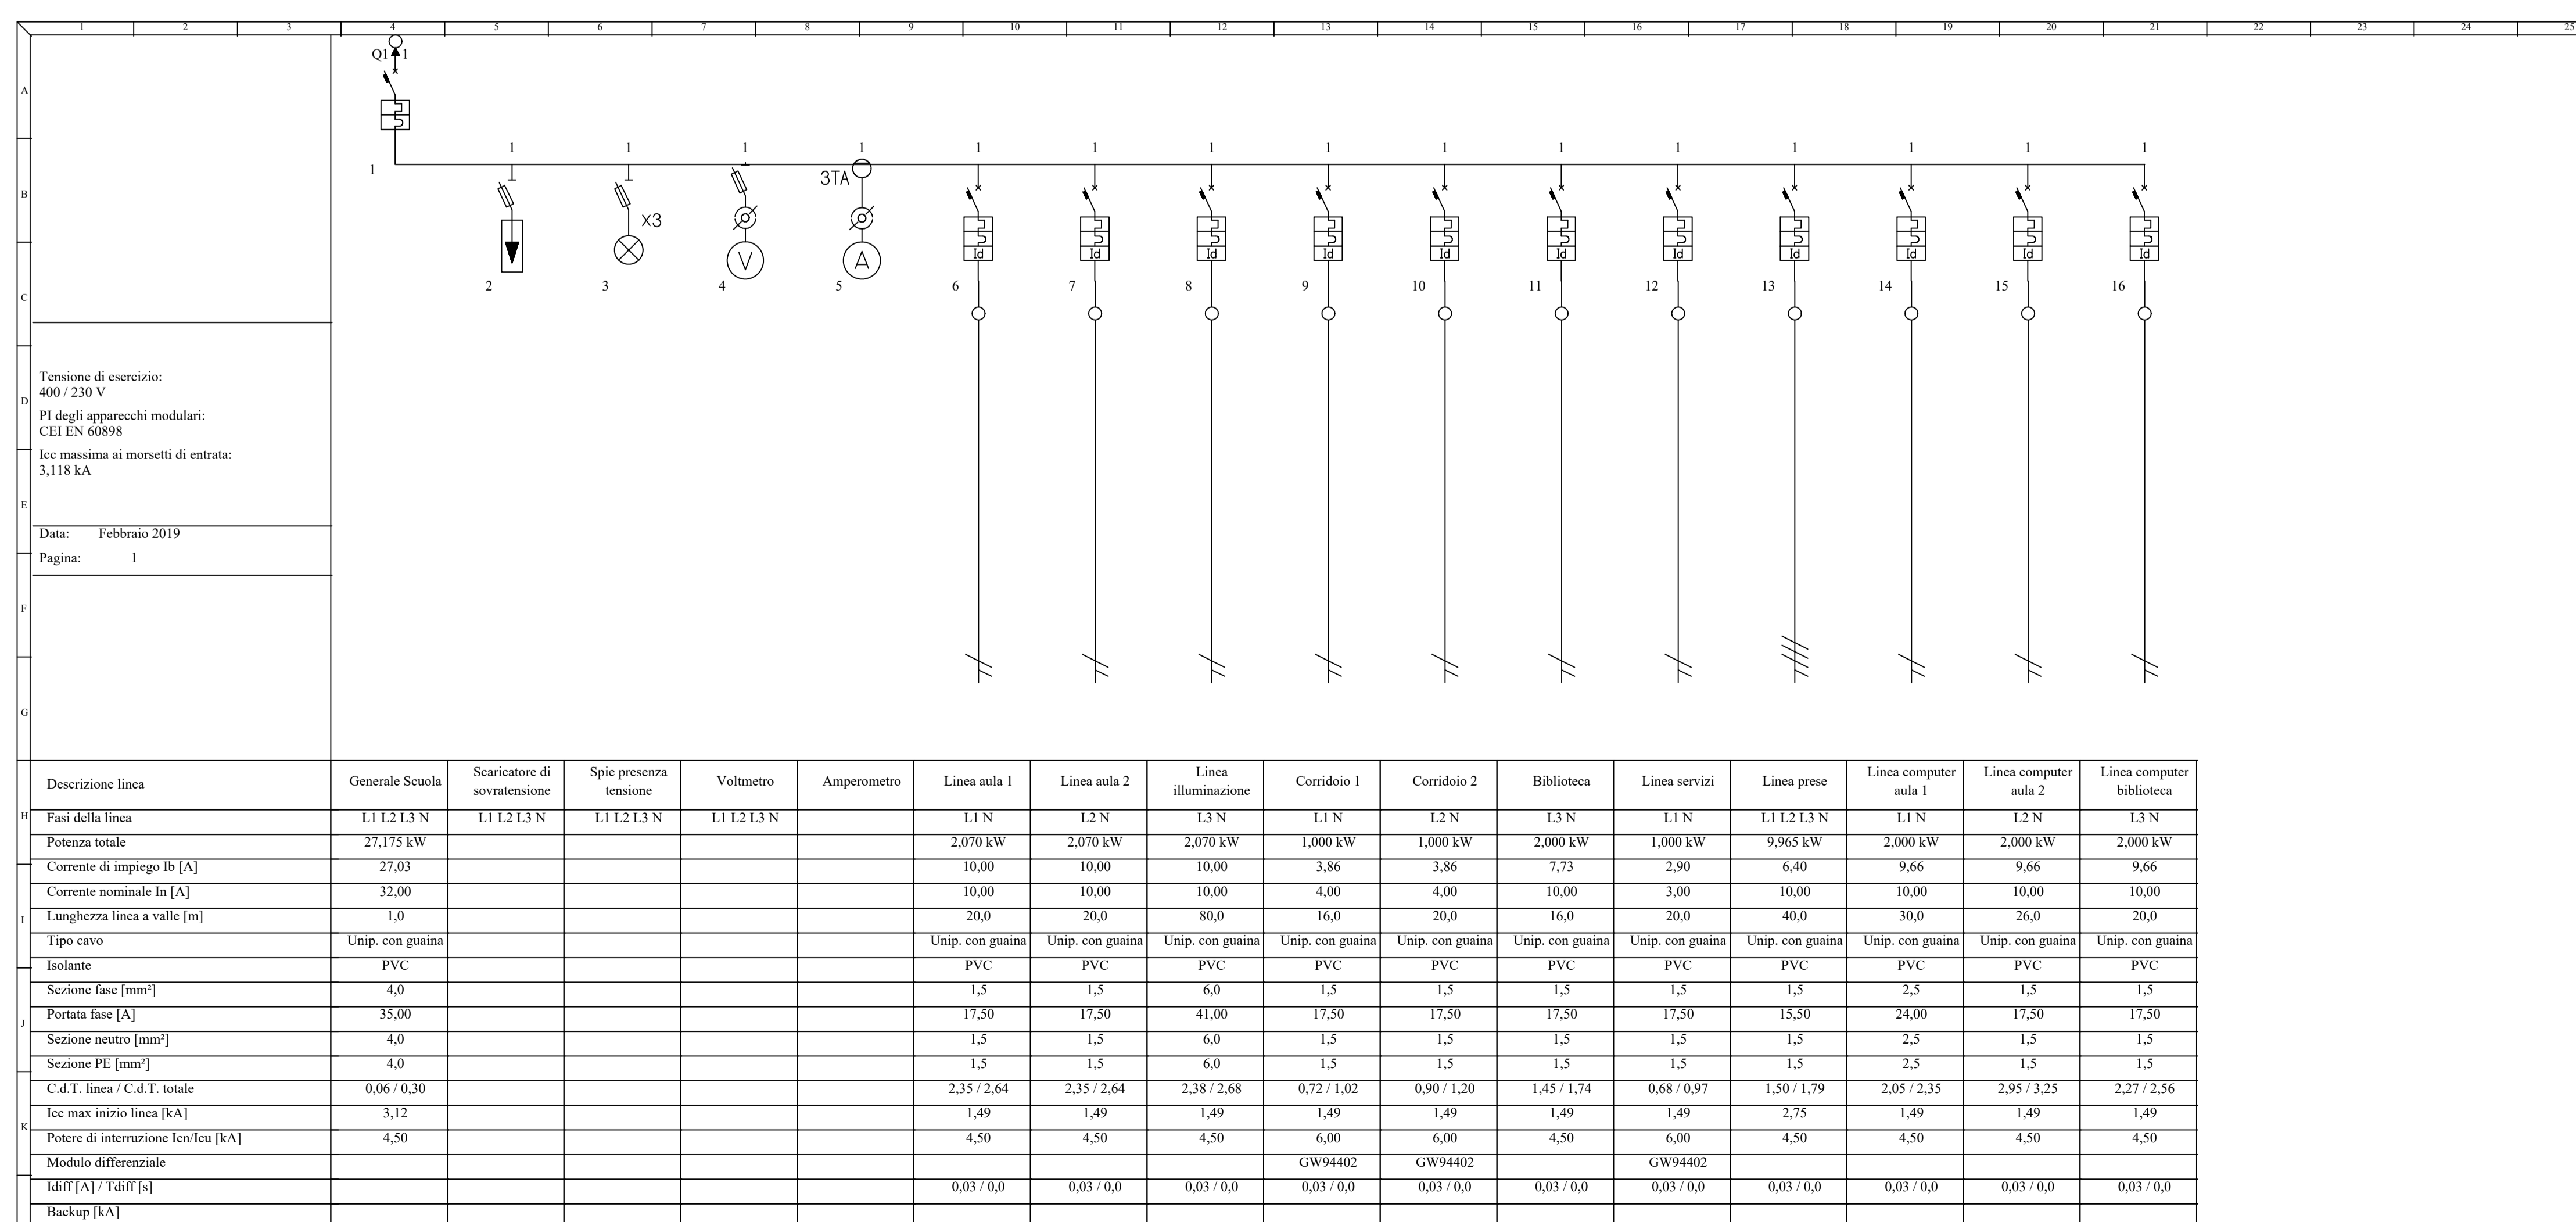 1 2 3 4 5 6 7 8 9 10 11 12 13 14 15 16 17 18 19 20 21 22 23 24 25
Q1 1
A
1 1 1 1 1 1 1 1 1 1 1 1 1 1 1
1
3TA
B
X3
V A Id Id Id Id Id Id Id Id Id Id Id
2 3 4 5 6 7 8 9 10 11 12 13 14 15 16
C
Tensione di esercizio:
400 / 230 V
D
PI degli apparecchi modulari:
CEI EN 60898
Icc massima ai morsetti di entrata:
3,118 kA
E
Data: Febbraio 2019
Pagina: 1
F
G
Descrizione linea Generale Scuola Scaricatore di sovratensione Spie presenza tensione Voltmetro Amperometro Linea aula 1 Linea aula 2 Linea illuminazione Corridoio 1 Corridoio 2 Biblioteca Linea servizi Linea prese Linea computer aula 1 Linea computer aula 2 Linea computer biblioteca
H
Fasi della linea L1 L2 L3 N L1 L2 L3 N L1 L2 L3 N L1 L2 L3 N L1 N L2 N L3 N L1 N L2 N L3 N L1 N L1 L2 L3 N L1 N L2 N L3 N
Potenza totale 27,175 kW 2,070 kW 2,070 kW 2,070 kW 1,000 kW 1,000 kW 2,000 kW 1,000 kW 9,965 kW 2,000 kW 2,000 kW 2,000 kW
Corrente di impiego Ib [A] 27,03 10,00 10,00 10,00 3,86 3,86 7,73 2,90 6,40 9,66 9,66 9,66
Corrente nominale In [A] 32,00 10,00 10,00 10,00 4,00 4,00 10,00 3,00 10,00 10,00 10,00 10,00
I
Lunghezza linea a valle [m] 1,0 20,0 20,0 80,0 16,0 20,0 16,0 20,0 40,0 30,0 26,0 20,0
Tipo cavo Unip. con guaina Unip. con guaina Unip. con guaina Unip. con guaina Unip. con guaina Unip. con guaina Unip. con guaina Unip. con guaina Unip. con guaina Unip. con guaina Unip. con guaina Unip. con guaina
Isolante PVC PVC PVC PVC PVC PVC PVC PVC PVC PVC PVC PVC
Sezione fase [mm²] 4,0 1,5 1,5 6,0 1,5 1,5 1,5 1,5 1,5 2,5 1,5 1,5
J
Portata fase [A] 35,00 17,50 17,50 41,00 17,50 17,50 17,50 17,50 15,50 24,00 17,50 17,50
Sezione neutro [mm²] 4,0 1,5 1,5 6,0 1,5 1,5 1,5 1,5 1,5 2,5 1,5 1,5
Sezione PE [mm²] 4,0 1,5 1,5 6,0 1,5 1,5 1,5 1,5 1,5 2,5 1,5 1,5
C.d.T. linea / C.d.T. totale 0,06 / 0,30 2,35 / 2,64 2,35 / 2,64 2,38 / 2,68 0,72 / 1,02 0,90 / 1,20 1,45 / 1,74 0,68 / 0,97 1,50 / 1,79 2,05 / 2,35 2,95 / 3,25 2,27 / 2,56
Icc max inizio linea [kA] 3,12 1,49 1,49 1,49 1,49 1,49 1,49 1,49 2,75 1,49 1,49 1,49
K
Potere di interruzione Icn/Icu [kA] 4,50 4,50 4,50 4,50 6,00 6,00 4,50 6,00 4,50 4,50 4,50 4,50
Modulo differenziale GW94402 GW94402 GW94402
Idiff [A] / Tdiff [s] 0,03 / 0,0 0,03 / 0,0 0,03 / 0,0 0,03 / 0,0 0,03 / 0,0 0,03 / 0,0 0,03 / 0,0 0,03 / 0,0 0,03 / 0,0 0,03 / 0,0 0,03 / 0,0
Backup [kA]